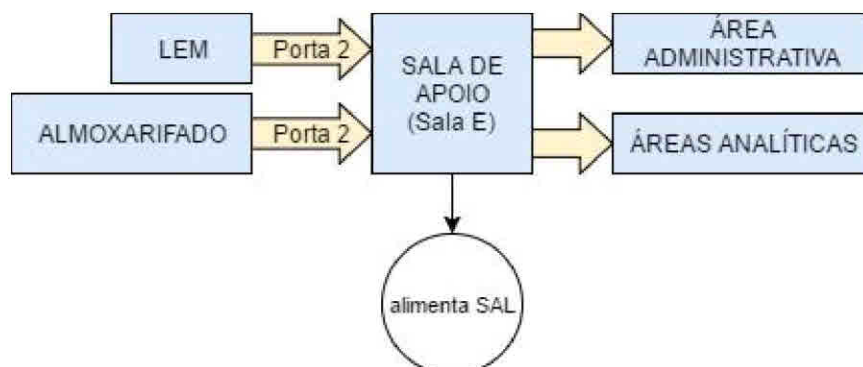 LEM
Porta 2
ALMOXARIFADO
Porta 2
SALA DE
APOIO
(Sala E)
ÁREA
ADMINISTRATIVA
ÁREAS ANALÍTICAS
alimenta SAL